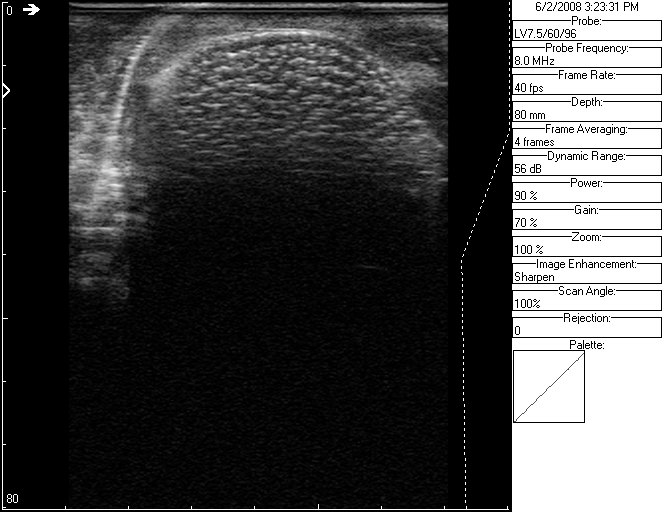 0
80
6/2/2008 3:23:31 PM
Probe:
LV7.5/60/96
Probe Frequency:
8.0 MHz
Frame Rate:
40 fps
Depth:
80 mm
Frame Averaging:
4 frames
Dynamic Range:
56 dB
Power:
90 %
Gain:
70 %
Zoom:
100 %
Image Enhancement:
Sharpen
Scan Angle:
100%
Rejection:
0
Palette: